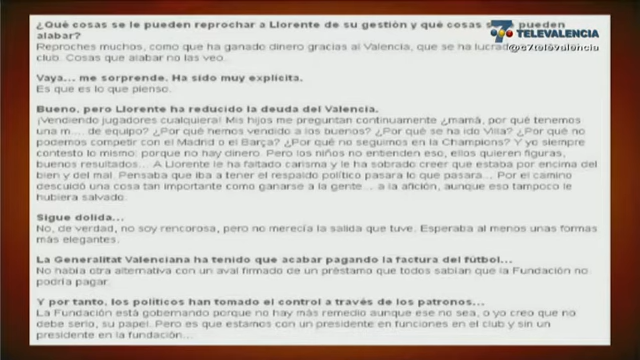 ¿Qué cosas se le pueden reprochar a Llorente de su gestión y qué cosas se pueden
alabar?
7 TELEVALENCIA
@c7televalencia
Reproches muchos, como que ha ganado dinero gracias al Valencia, que se ha lucrado
club. Cosas que alabar no las veo.
Vaya... me sorprende. Ha sido muy explícita.
Es que es lo que pienso.
Bueno, pero Llorente ha reducido la deuda del Valencia.
¡Vendiendo jugadores cualquiera! Mis hijos me preguntan continuamente ¿mamá, por qué tenemos
una m.... de equipo? ¿Por qué hemos vendido a los buenos? ¿Por qué se ha ido Villa? ¿Por qué no
podemos competir con el Madrid o el Barça? ¿Por qué no seguimos en la Champions? Y yo siempre
contesto lo mismo: porque no hay dinero. Pero los niños no entienden eso, ellos quieren figuras,
buenos resultados... A Llorente le ha faltado carisma y le ha sobrado creer que estaba por encima del
bien y del mal. Pensaba que iba a tener el respaldo político pasara lo que pasara... Por el camino
descuidó una cosa tan importante como ganarse a la gente... a la afición, aunque eso tampoco le
hubiera salvado.
Sigue dolida...
No, de verdad, no soy rencorosa, pero no merecía la salida que tuve. Esperaba al menos unas formas
más elegantes.
La Generalitat Valenciana ha tenido que acabar pagando la factura del fútbol...
No había otra alternativa con un aval firmado de un préstamo que todos sabían que la Fundación no
podría pagar.
Y por tanto, los políticos han tomado el control a través de los patronos...
La Fundación está gobernando porque no hay más remedio aunque ese no sea, o yo creo que no
debe serlo, su papel. Pero es que estamos con un presidente en funciones en el club y sin un
presidente en la fundación...